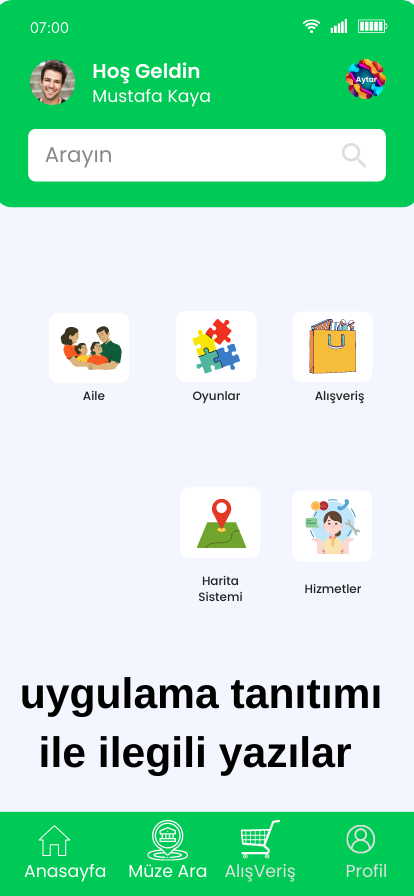 07:00
Hoş Geldin
Mustafa Kaya
Aytar
Arayın
Aile
Oyunlar
Alışveriş
Harita
Sistemi
Hizmetler
uygulama tanıtımı
ile ilegili yazılar
Anasayfa
Müze Ara
AlışVeriş
Profil